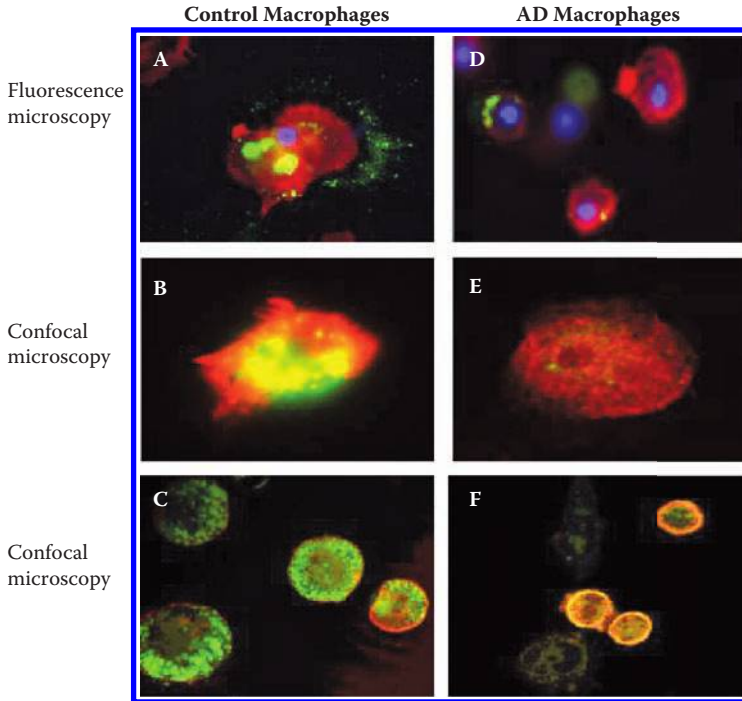 Control Macrophages
AD Macrophages
Fluorescence
microscopy
A
D
Confocal
microscopy
B
E
Confocal
microscopy
C
F